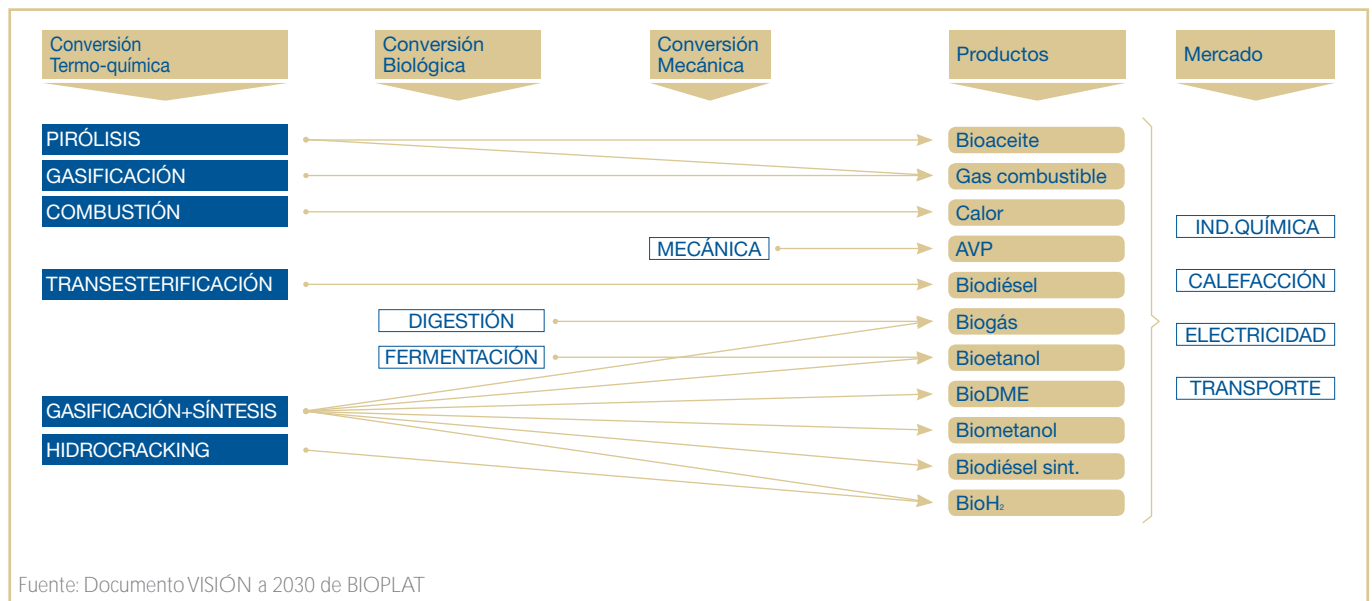 Conversión
Termo-química
Conversión
Biológica
Conversión
Mecánica
Productos
Mercado
PIRÓLISIS
GASIFICACIÓN
COMBUSTIÓN
TRANSESTERIFICACIÓN
GASIFICACIÓN+SÍNTESIS
HIDROCRACKING
DIGESTIÓN
FERMENTACIÓN
MECÁNICA
Bioaceite
Gas combustible
Calor
AVP
Biodiésel
Biogás
Bioetanol
BioDME
Biometanol
Biodiésel sint.
BioH₂
IND.QUÍMICA
CALEFACCIÓN
ELECTRICIDAD
TRANSPORTE
Fuente: Documento VISIÓN a 2030 de BIOPLAT